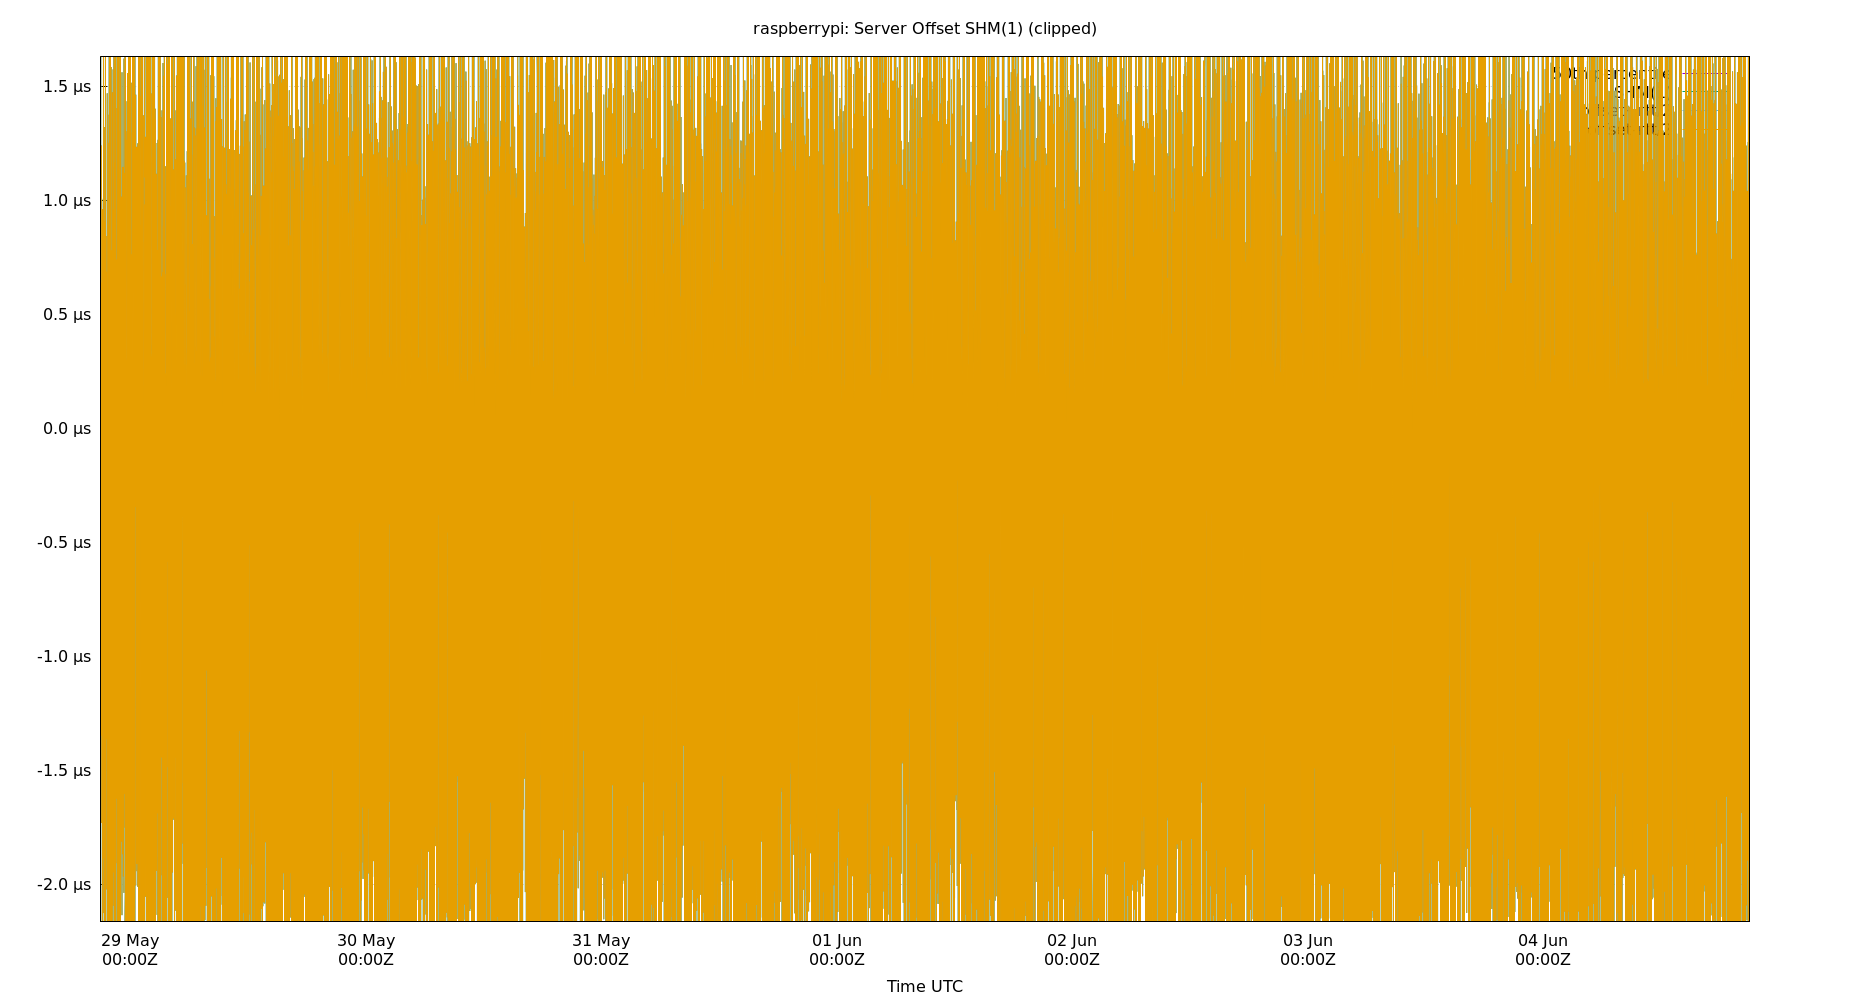 raspberrypi: Server Offset SHM(1) (clipped)
1.5 µs
1.0 µs
0.5 µs
0.0 µs
-0.5 µs
-1.0 µs
-1.5 µs
-2.0 µs
29 May 30 May 31 May 01 Jun 02 Jun 03 Jun 04 Jun
00:00Z 00:00Z 00:00Z 00:00Z 00:00Z 00:00Z 00:00Z
Time UTC